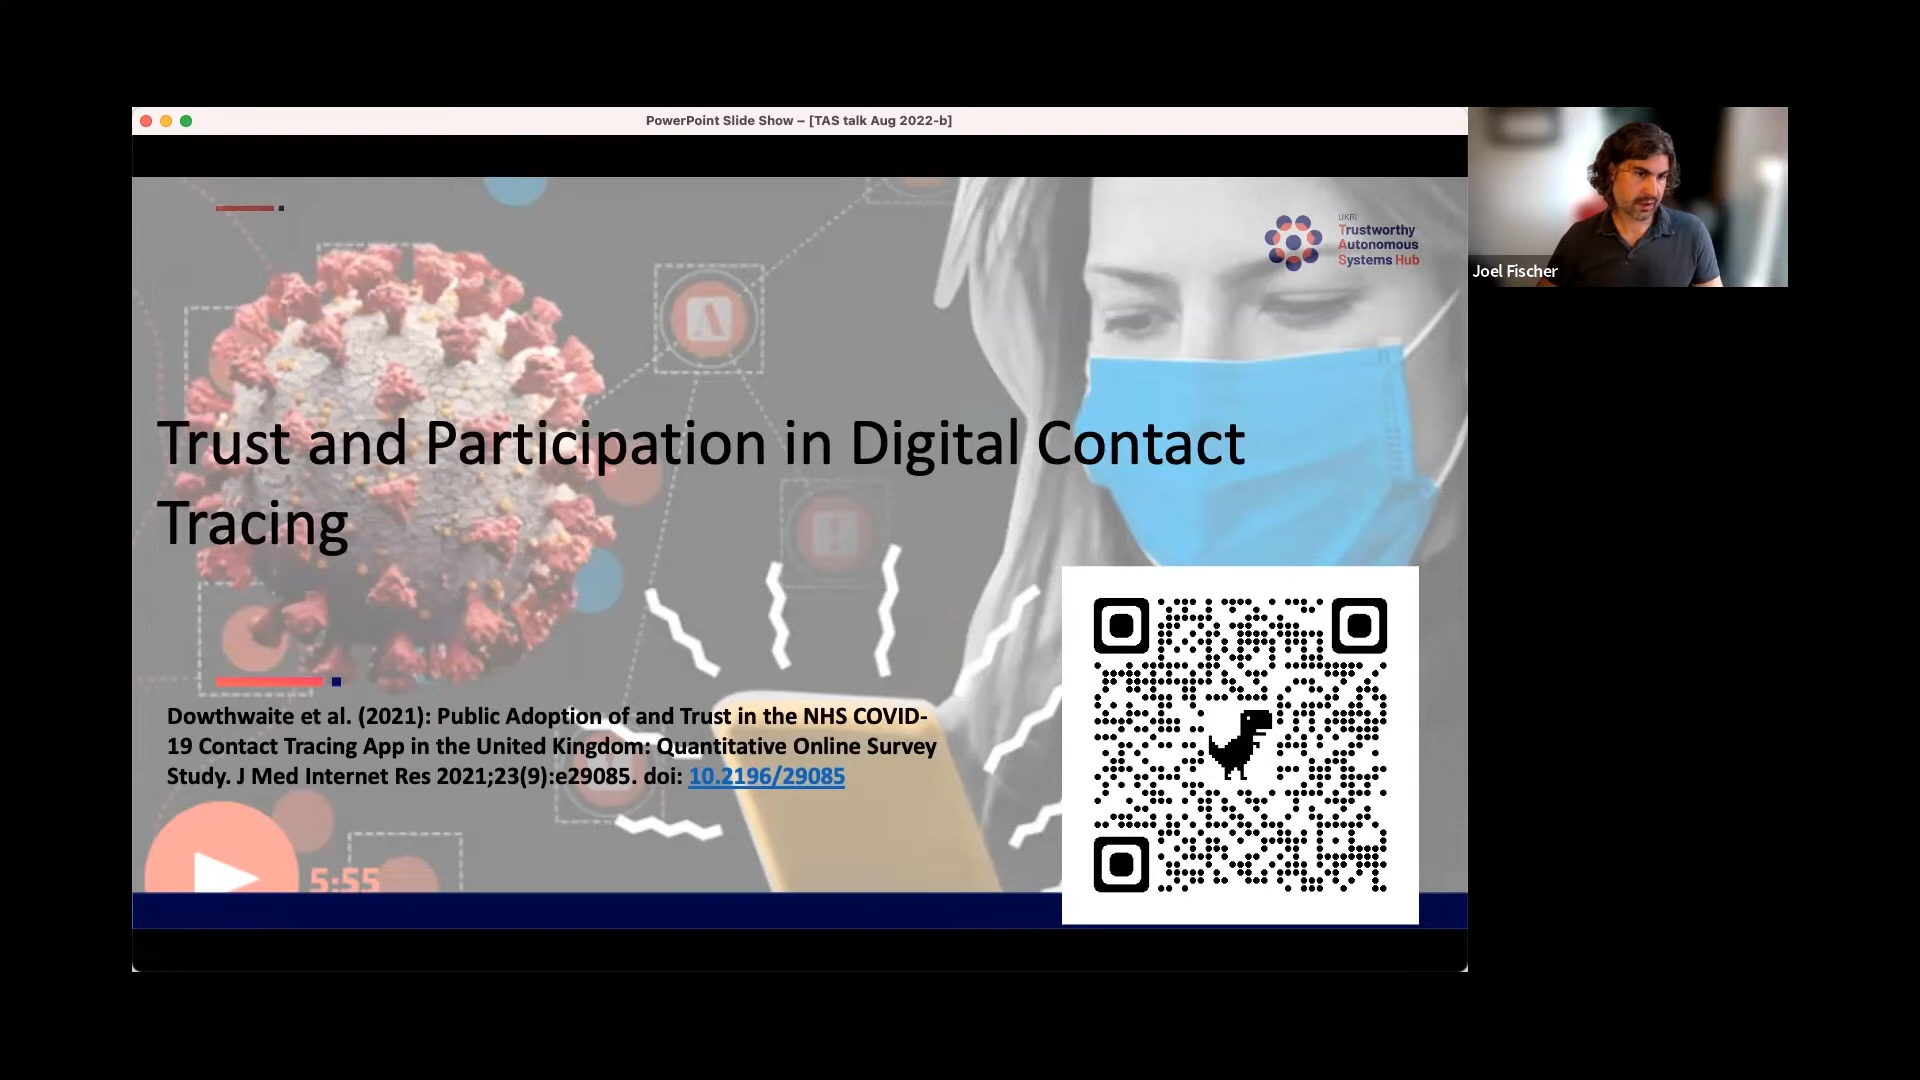 PowerPoint Slide Show – [TAS talk Aug 2022-b]
UKRI
Trustworthy
Autonomous
Systems Hub
Joel Fischer
Trust and Participation in Digital Contact
Tracing
Dowthwaite et al. (2021): Public Adoption of and Trust in the NHS COVID-
19 Contact Tracing App in the United Kingdom: Quantitative Online Survey
Study. J Med Internet Res 2021;23(9):e29085. doi: 10.2196/29085
5:55